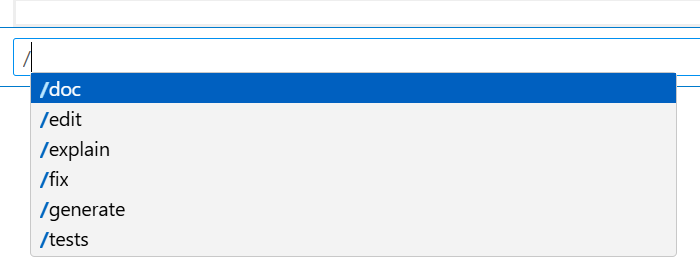 /
/doc
/edit
/explain
/fix
/generate
/tests